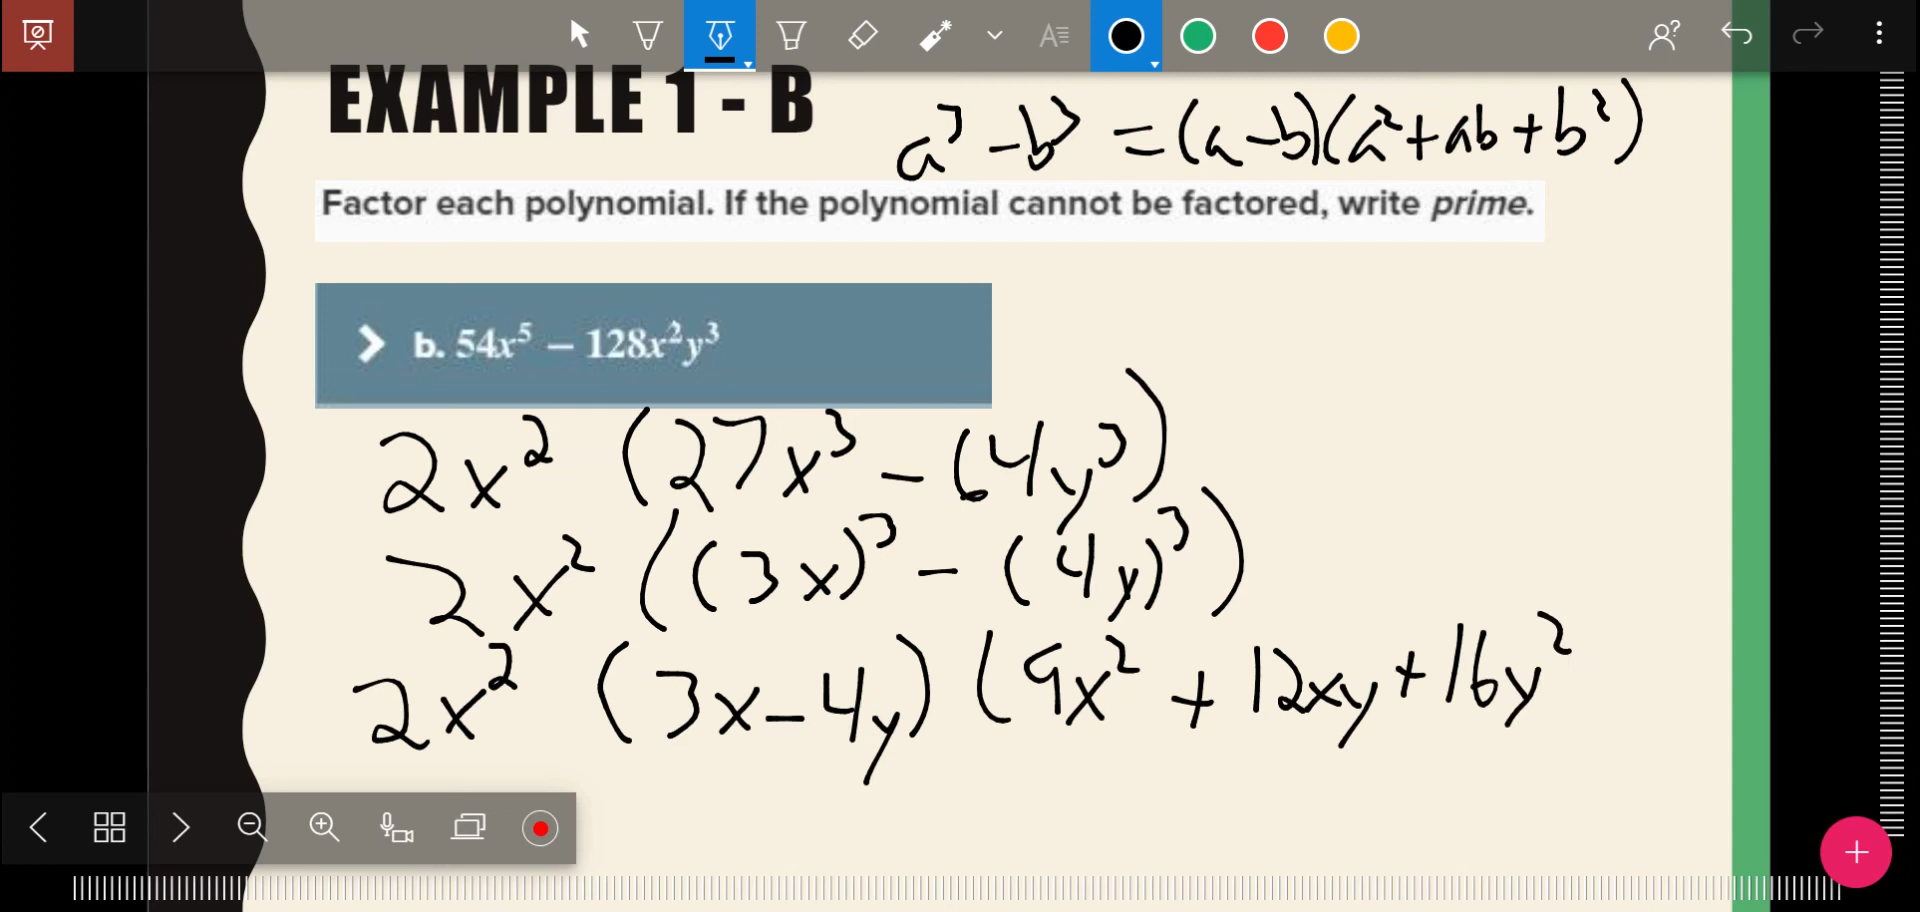 EXAMPLE 1 - B
a³ - b³ = (a - b)(a² + ab + b²)
Factor each polynomial. If the polynomial cannot be factored, write prime.
b. 54x⁵ – 128x²y³
2x² (27x³ - 64y³)
2x² ((3x)³ - (4y)³)
2x² (3x - 4y) (9x² + 12xy + 16y²